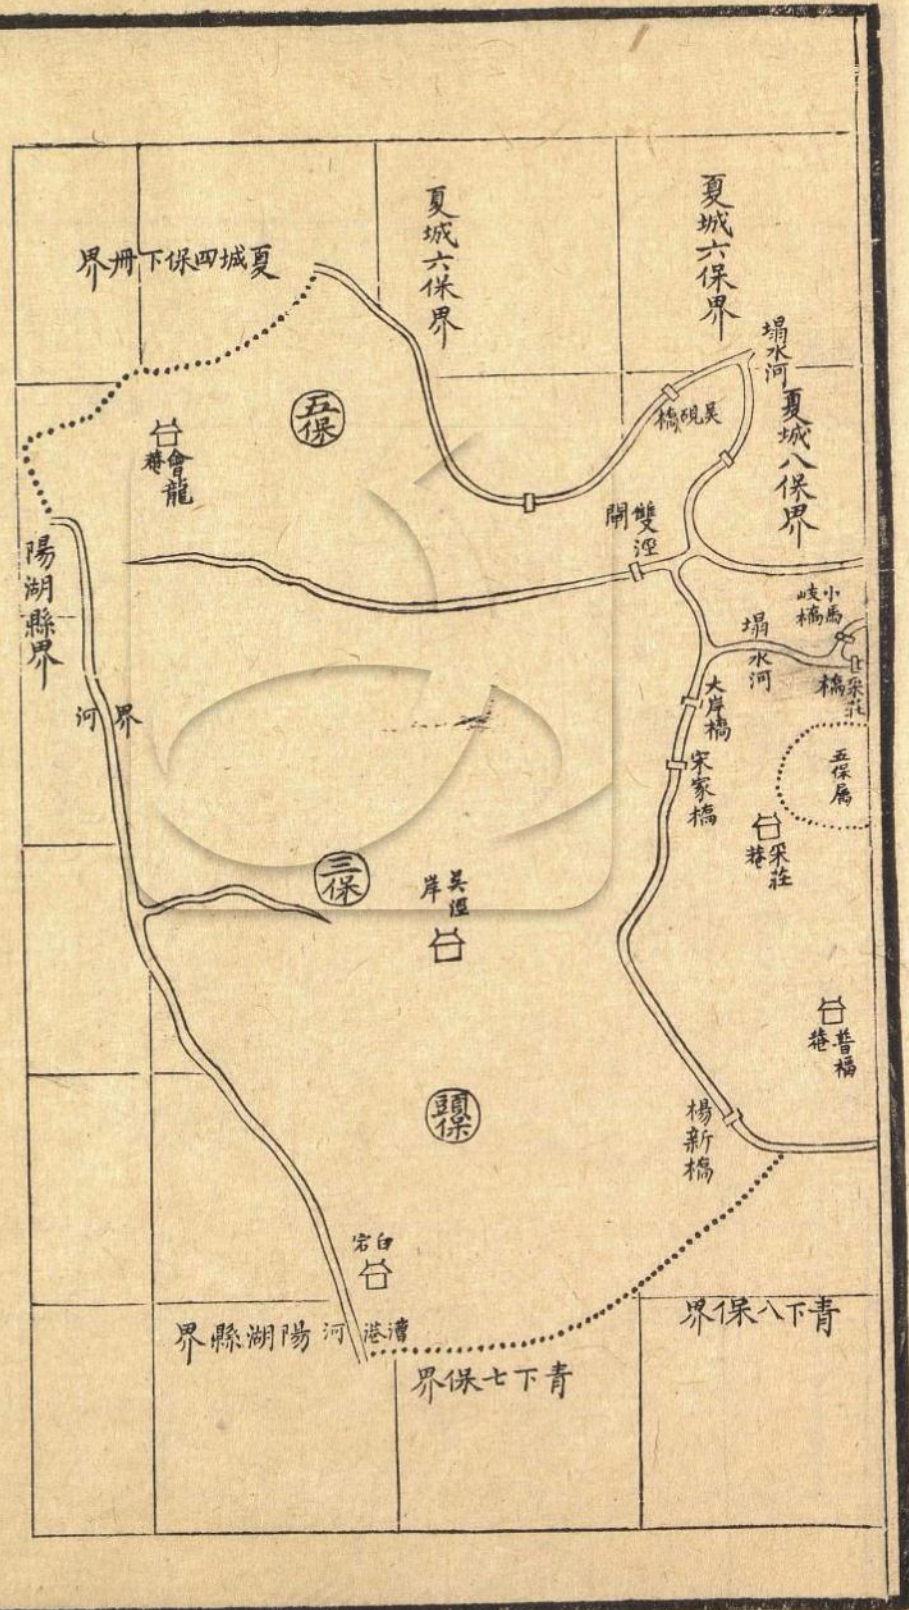 夏城六保界
夏城六保界
夏城四保下冊界
塌水河
夏城八保界
吳硯橋
五保
會龍菴
雙涇閘
陽湖縣界
小馬岐橋
塌水河
采莊橋
大岸橋
界河
宋家橋
五保屬
采莊菴
三保
吳涇岸
普福菴
頭保
楊新橋
白宕
青下八保界
漕港河
陽湖縣界
青下七保界